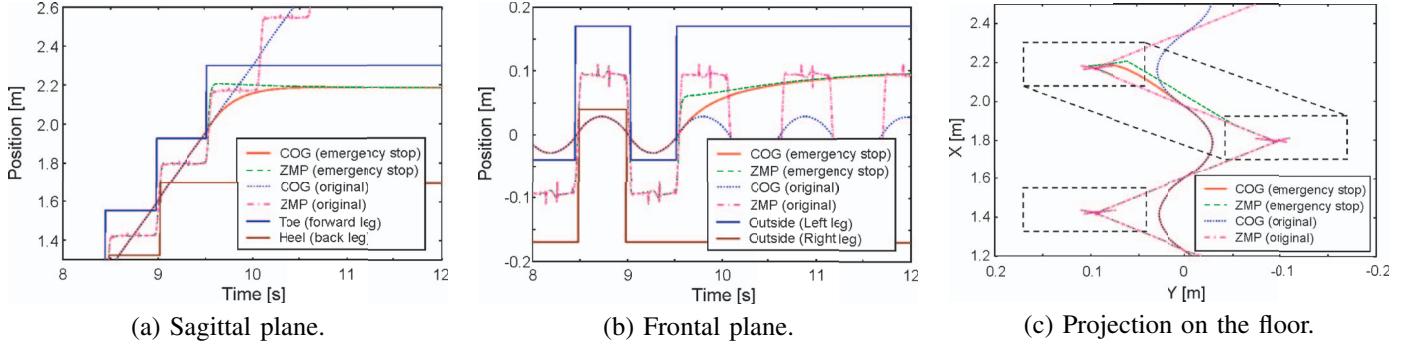 2.6
2.4
2.2
2.0
1.8
1.6
1.4
Position [m]
COG (emergency stop)
ZMP (emergency stop)
COG (original)
ZMP (original)
Toe (forward leg)
Heel (back leg)
8 9 10 11 12
Time [s]
(a) Sagittal plane.
0.2
0.1
0
-0.1
-0.2
Position [m]
COG (emergency stop)
ZMP (emergency stop)
COG (original)
ZMP (original)
Outside (Left leg)
Outside (Right leg)
8 9 10 11 12
Time [s]
(b) Frontal plane.
2.4
2.2
2.0
1.8
1.6
1.4
1.2
X [m]
COG (emergency stop)
ZMP (emergency stop)
COG (original)
ZMP (original)
0.2 0.1 0 -0.1 -0.2
Y [m]
(c) Projection on the floor.